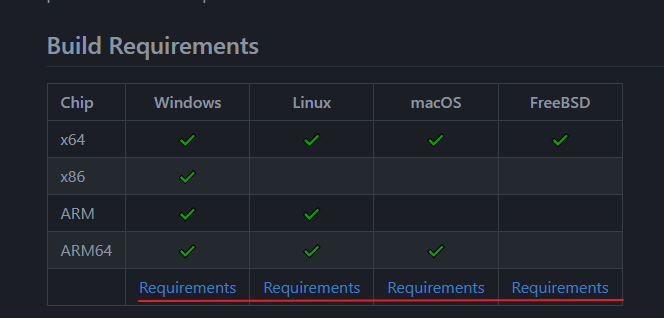 Build Requirements
Chip Windows Linux macOS FreeBSD
x64 ✓ ✓ ✓ ✓
x86 ✓
ARM ✓ ✓
ARM64 ✓ ✓ ✓
Requirements Requirements Requirements Requirements